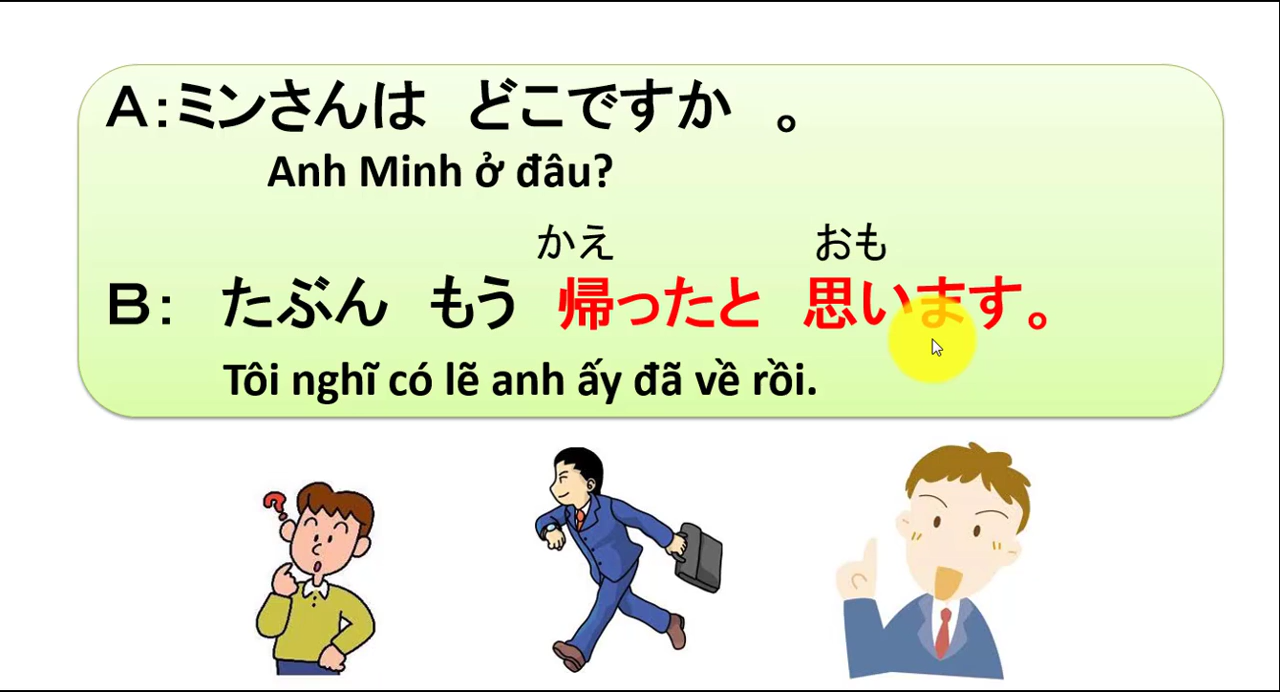 A:ミンさんは　どこですか　。
Anh Minh ở đâu?
かえ　おも
B:　たぶん　もう　帰ったと　思います。
Tôi nghĩ có lẽ anh ấy đã về rồi.
?